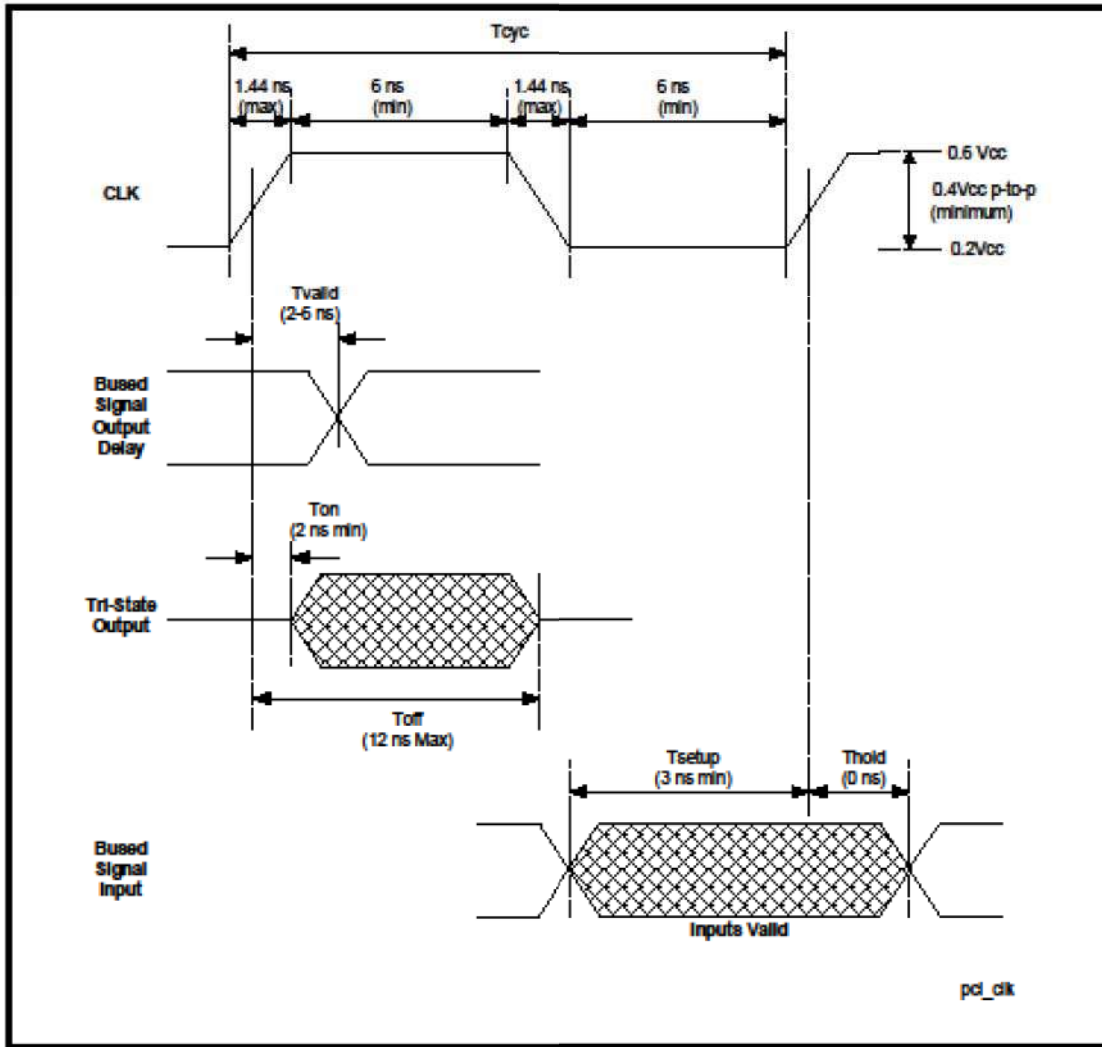 Tcyc
1.44 ns
(max)
6 ns
(min)
1.44 ns
(max)
6 ns
(min)
CLK
0.6 Vcc
0.4Vcc p-to-p
(minimum)
0.2Vcc
Tvalid
(2-6 ns)
Bused
Signal
Output
Delay
Ton
(2 ns min)
Tri-State
Output
Toff
(12 ns Max)
Tsetup
(3 ns min)
Thold
(0 ns)
Bused
Signal
Input
Inputs Valid
pci_clk